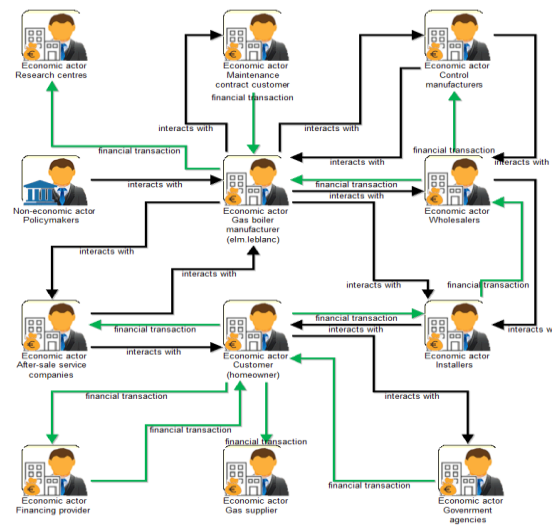 Economic actor
Research centres
Economic actor
Maintenance
contract customer
Economic actor
Control
manufacturers
financial transaction
interacts with
interacts with
financial transaction
financial transaction
interacts with
interacts with
financial transaction
interacts with
Non-economic actor
Policymakers
Economic actor
Gas boiler
manufacturer
(elm.leblanc)
Economic actor
Wholesalers
interacts with
interacts with
interacts with
financial transaction
financial transaction
financial transaction
interacts with
interacts w
interacts with
Economic actor
After-sale service
companies
Economic actor
Customer
(homeowner)
Economic actor
Installers
financial transaction
interacts with
financial transaction
financial transaction
financial transaction
Economic actor
Financing provider
Economic actor
Gas supplier
Economic actor
Govenrment
agencies